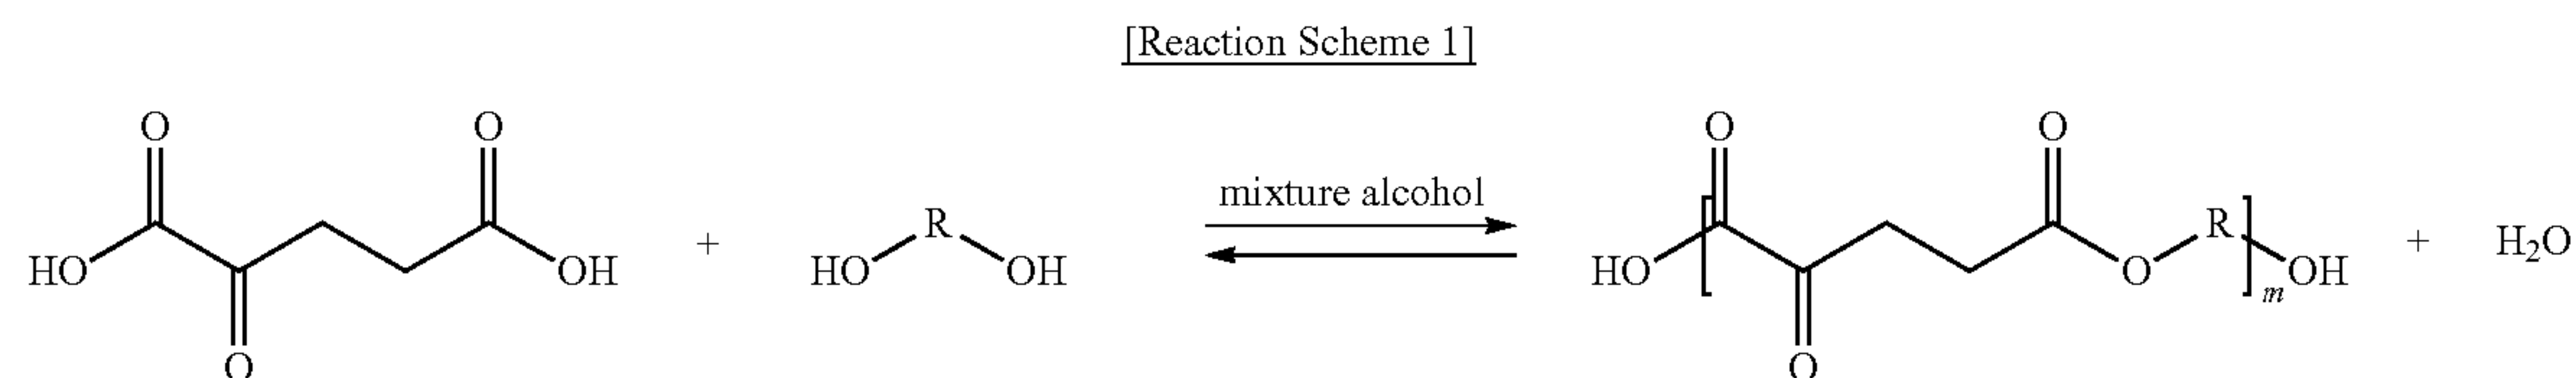 [Reaction Scheme 1]
O O O O
mixture alcohol
HO OH + HO R OH HO O R m OH + H₂O
O O